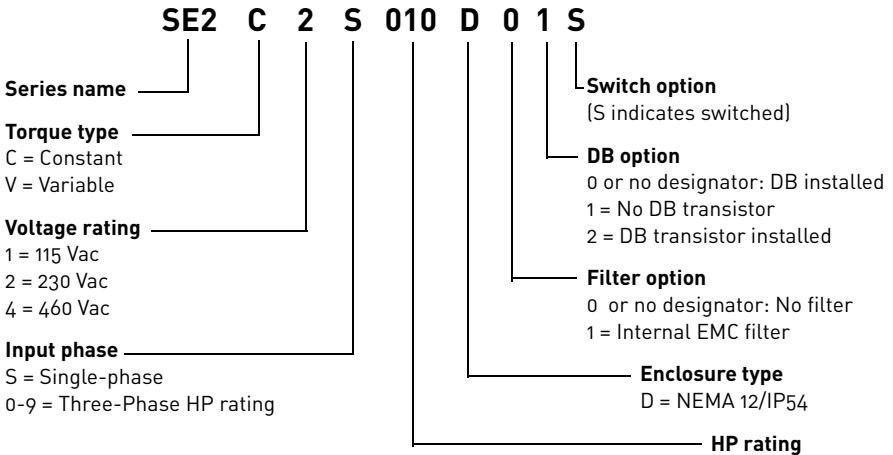 SE2 C 2 S 010 D 0 1 S
Series name
Torque type
C = Constant
V = Variable
Voltage rating
1 = 115 Vac
2 = 230 Vac
4 = 460 Vac
Input phase
S = Single-phase
0-9 = Three-Phase HP rating
Switch option
(S indicates switched)
DB option
0 or no designator: DB installed
1 = No DB transistor
2 = DB transistor installed
Filter option
0 or no designator: No filter
1 = Internal EMC filter
Enclosure type
D = NEMA 12/IP54
HP rating